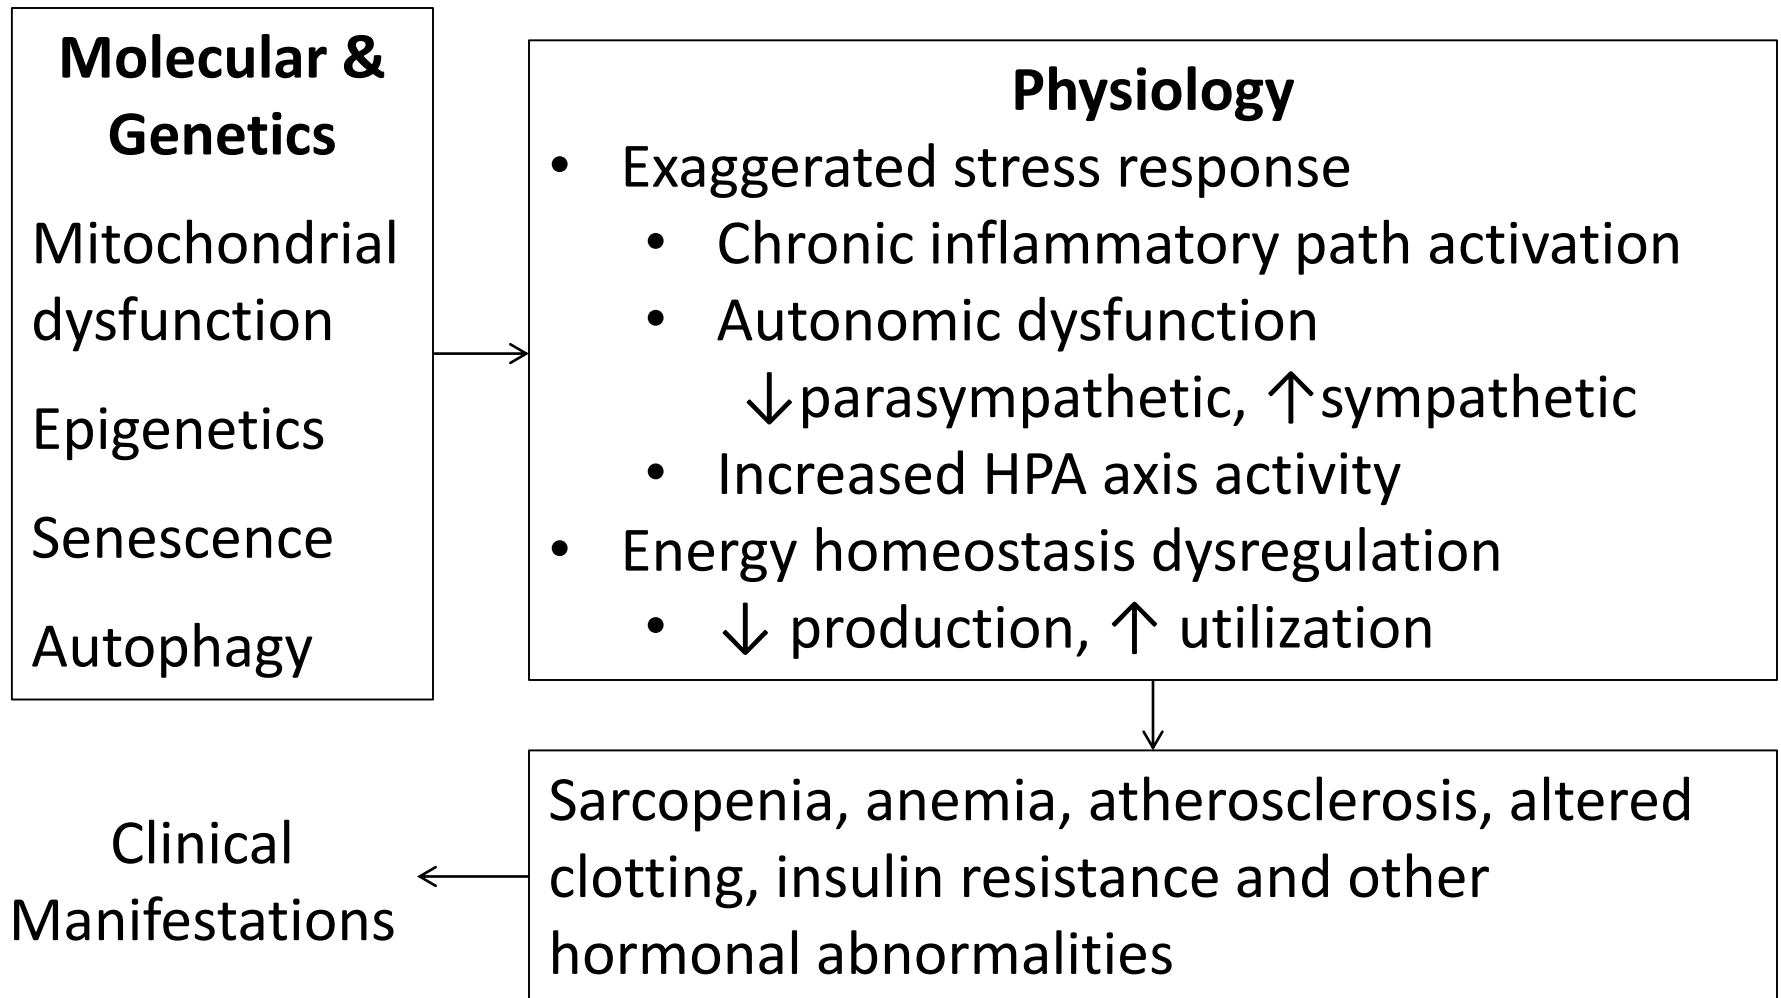 Molecular &
Genetics
Mitochondrial
dysfunction
Epigenetics
Senescence
Autophagy
Physiology
• Exaggerated stress response
• Chronic inflammatory path activation
• Autonomic dysfunction
↓parasympathetic, ↑sympathetic
• Increased HPA axis activity
• Energy homeostasis dysregulation
• ↓ production, ↑ utilization
Sarcopenia, anemia, atherosclerosis, altered
clotting, insulin resistance and other
hormonal abnormalities
Clinical
Manifestations